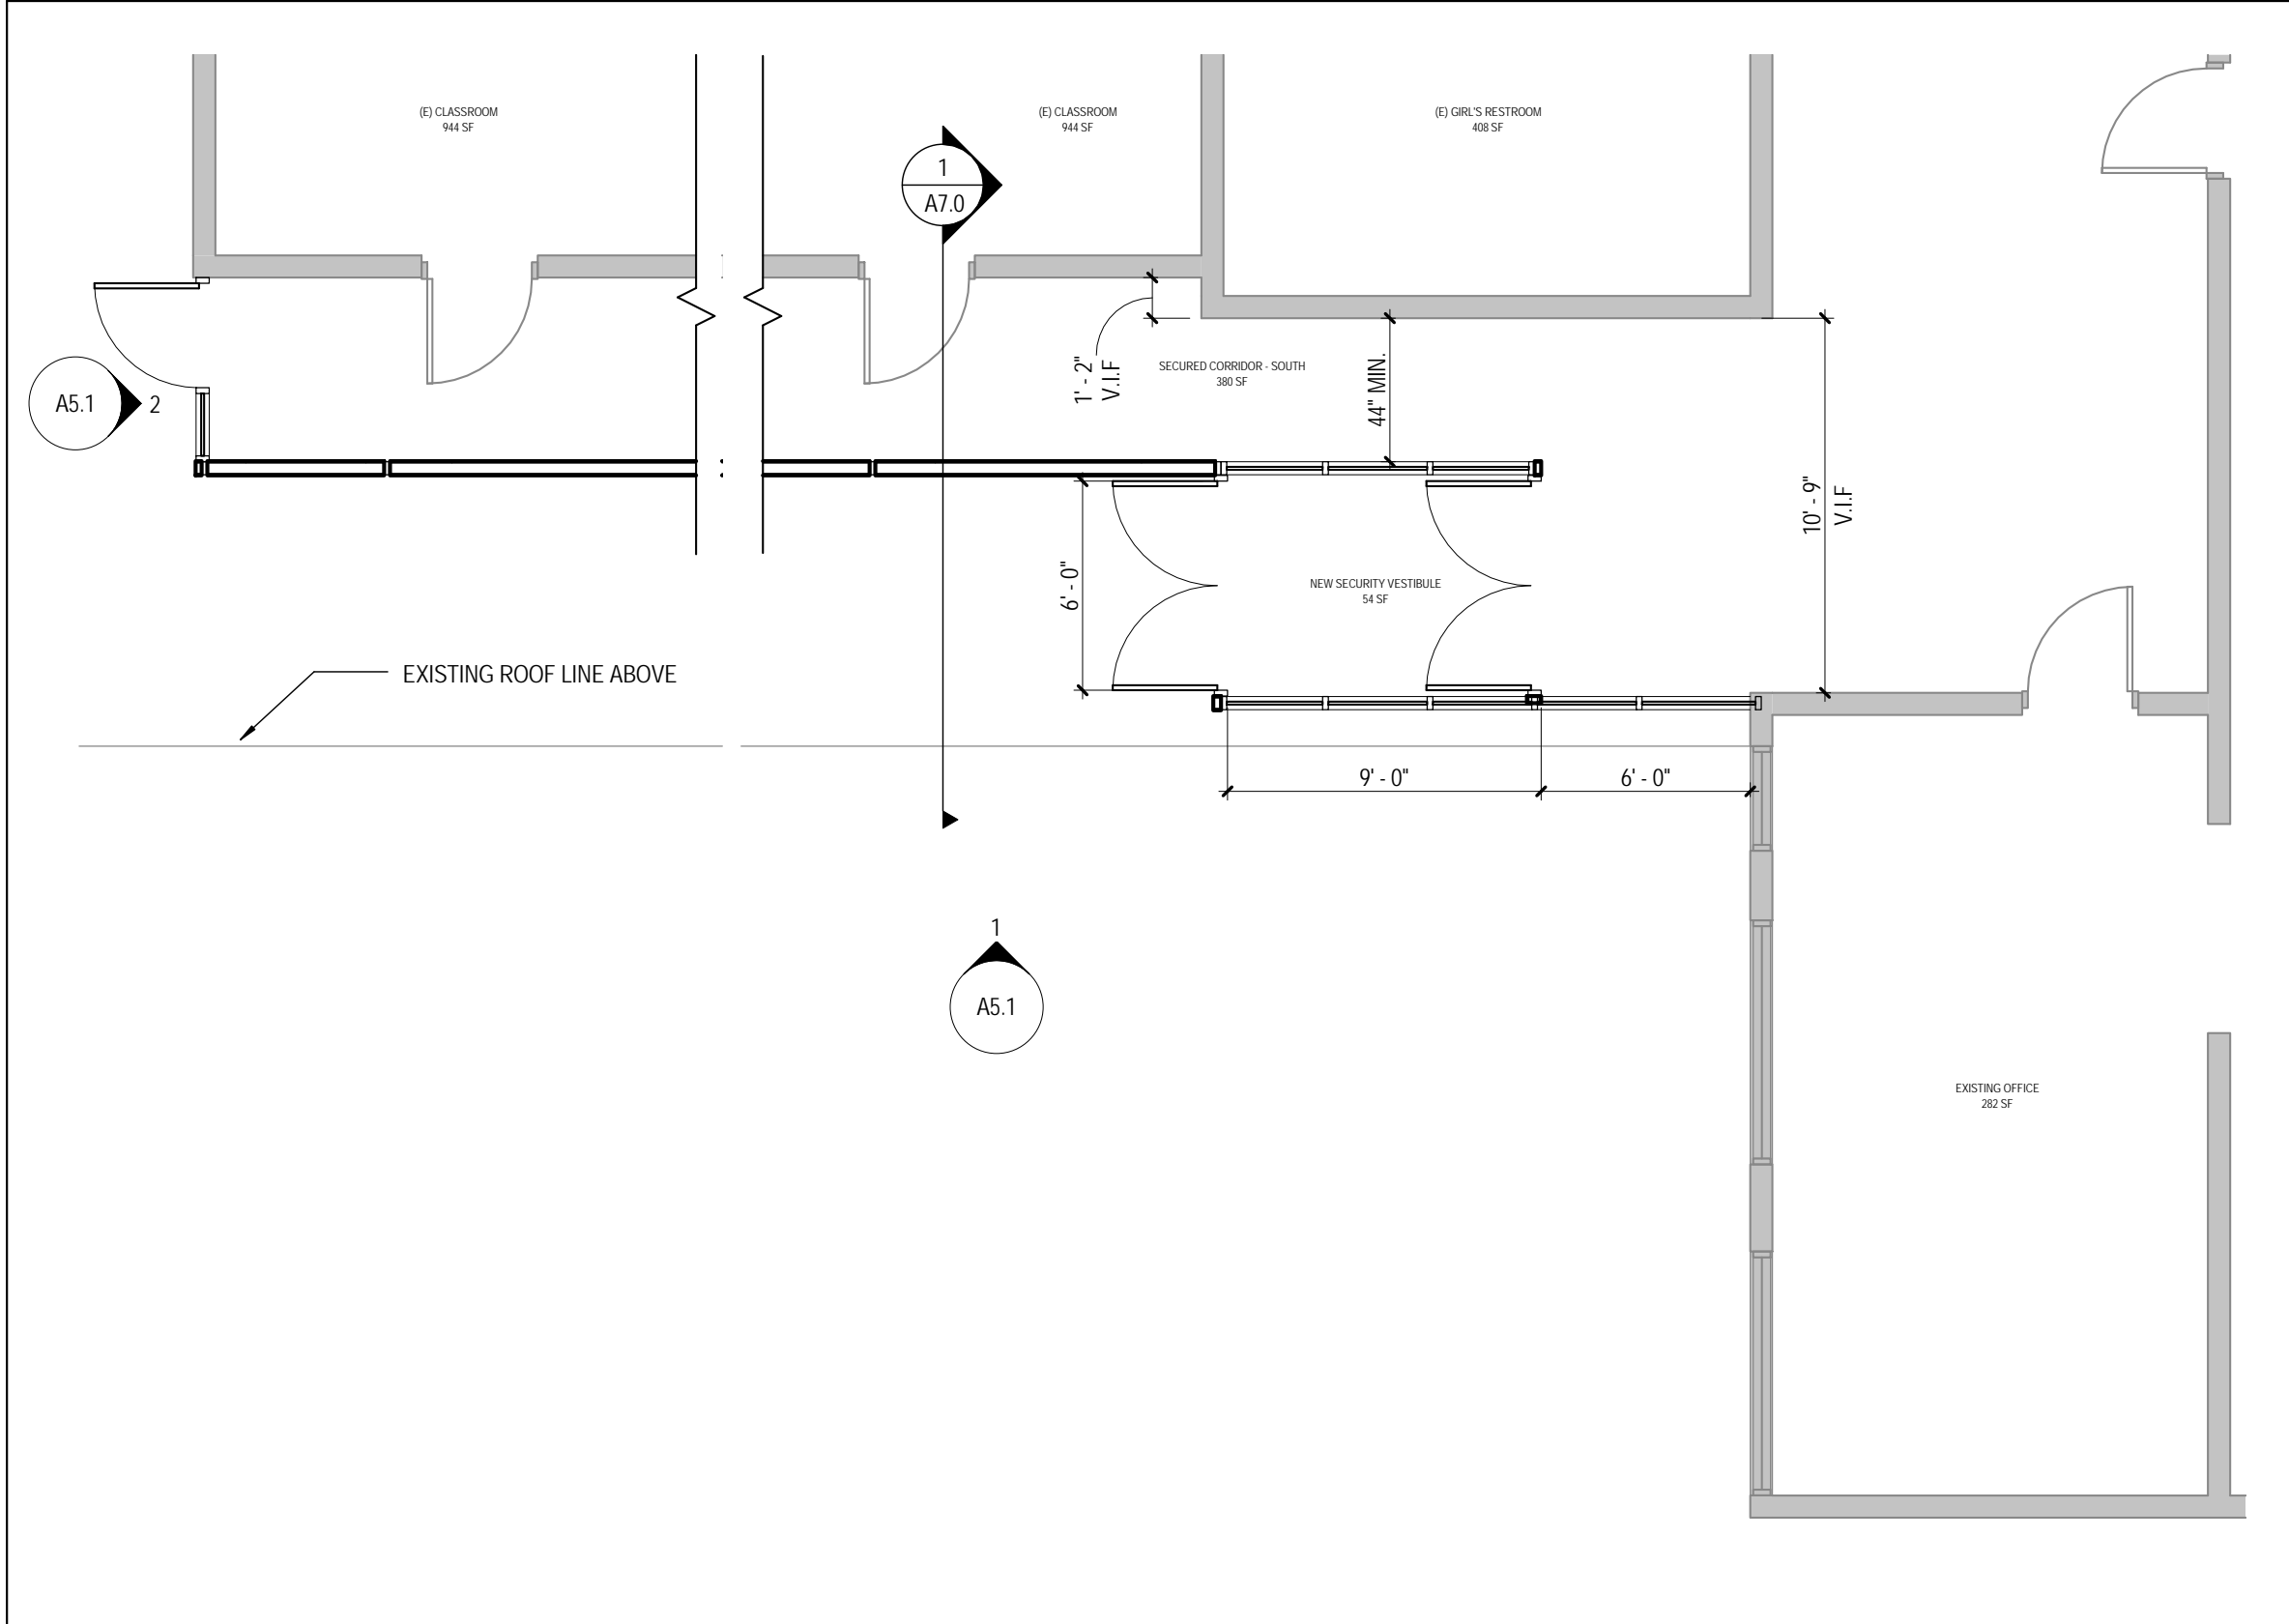 (E) CLASSROOM
944 SF
(E) CLASSROOM
944 SF
(E) GIRL'S RESTROOM
408 SF
1
A7.0
A5.1
2
1' - 2"
V.I.F
SECURED CORRIDOR - SOUTH
380 SF
44" MIN.
10' - 9"
V.I.F
6' - 0"
NEW SECURITY VESTIBULE
54 SF
EXISTING ROOF LINE ABOVE
9' - 0"
6' - 0"
1
A5.1
EXISTING OFFICE
282 SF